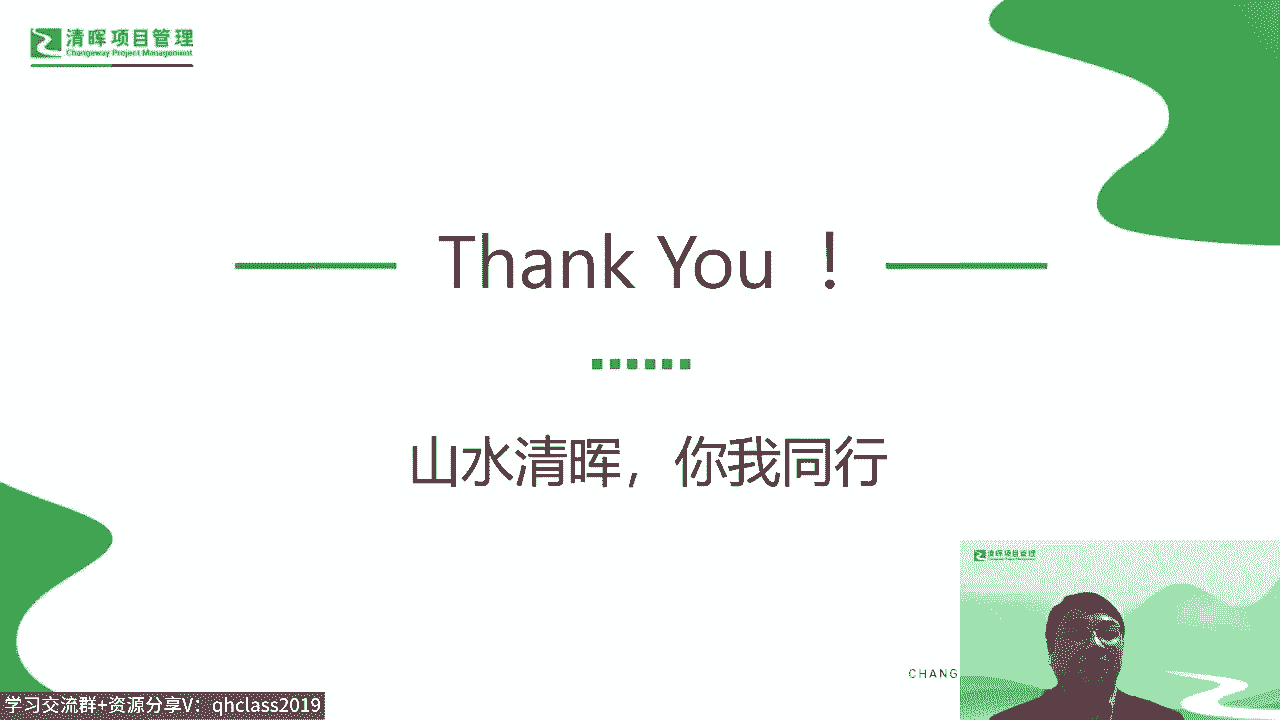 清晖项目管理
Changeway Project Management
Thank You ！
山水清晖，你我同行
清晖项目管理
CHANG
学习交流群+资源分享V：qhclass2019